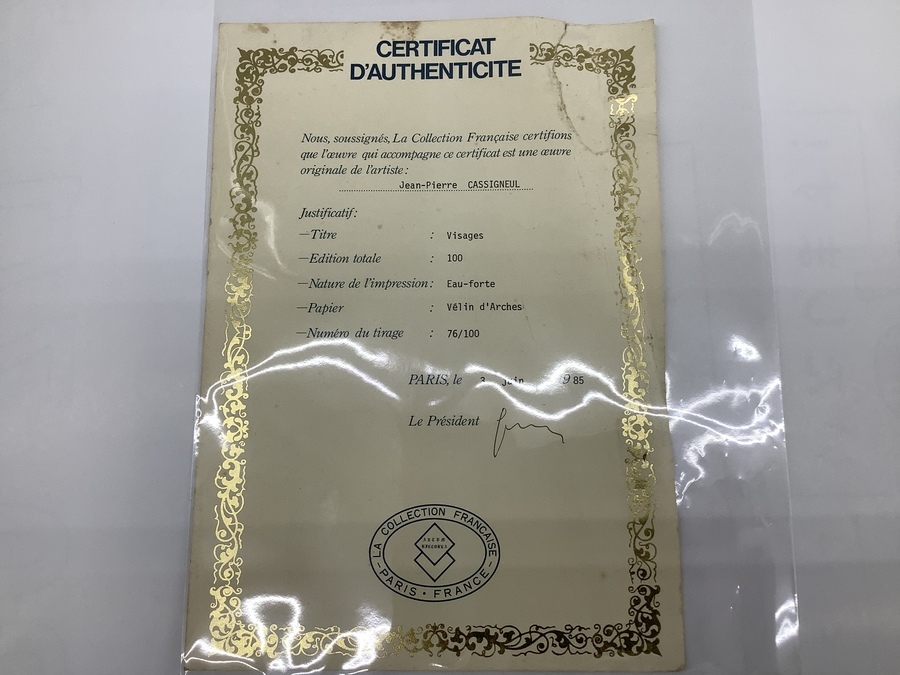 CERTIFICAT
D'AUTHENTICITE
Nous, soussignés, La Collection Française certifions
que l'œuvre qui accompagne ce certificat est une œuvre
originale de l'artiste :
Jean-Pierre CASSIGNEUL
Justificatif :
—Titre : Visages
—Edition totale : 100
—Nature de l'impression : Eau-forte
—Papier : Vélin d'Arches
—Numéro du tirage : 76/100
PARIS, le 3 juin 985
Le Président
LA COLLECTION FRANÇAISE
- PARIS • FRANCE -